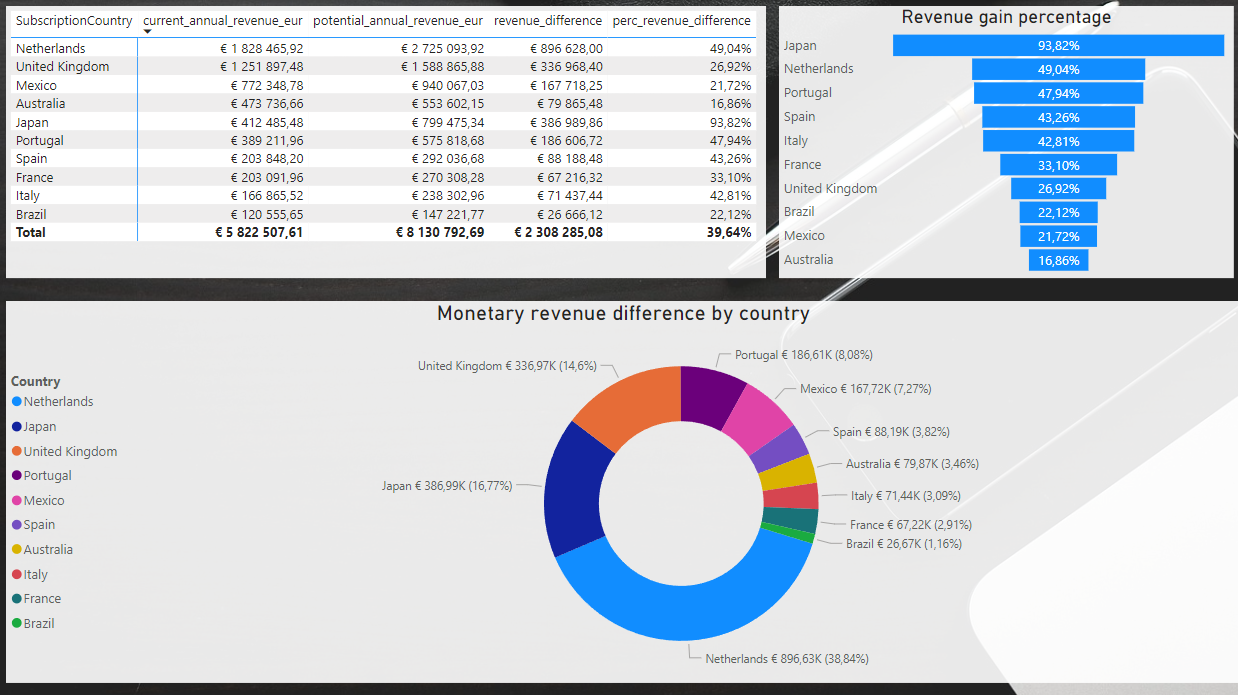 SubscriptionCountry current_annual_revenue_eur potential_annual_revenue_eur revenue_difference perc_revenue_difference
Netherlands € 1 828 465,92 € 2 725 093,92 € 896 628,00 49,04%
United Kingdom € 1 251 897,48 € 1 588 865,88 € 336 968,40 26,92%
Mexico € 772 348,78 € 940 067,03 € 167 718,25 21,72%
Australia € 473 736,66 € 553 602,15 € 79 865,48 16,86%
Japan € 412 485,48 € 799 475,34 € 386 989,86 93,82%
Portugal € 389 211,96 € 575 818,68 € 186 606,72 47,94%
Spain € 203 848,20 € 292 036,68 € 88 188,48 43,26%
France € 203 091,96 € 270 308,28 € 67 216,32 33,10%
Italy € 166 865,52 € 238 302,96 € 71 437,44 42,81%
Brazil € 120 555,65 € 147 221,77 € 26 666,12 22,12%
Total € 5 822 507,61 € 8 130 792,69 € 2 308 285,08 39,64%
Revenue gain percentage
Japan 93,82%
Netherlands 49,04%
Portugal 47,94%
Spain 43,26%
Italy 42,81%
France 33,10%
United Kingdom 26,92%
Brazil 22,12%
Mexico 21,72%
Australia 16,86%
Monetary revenue difference by country
Country
Netherlands
Japan
United Kingdom
Portugal
Mexico
Spain
Australia
Italy
France
Brazil
Portugal € 186,61K (8,08%)
United Kingdom € 336,97K (14,6%)
Mexico € 167,72K (7,27%)
Spain € 88,19K (3,82%)
Australia € 79,87K (3,46%)
Japan € 386,99K (16,77%)
Italy € 71,44K (3,09%)
France € 67,22K (2,91%)
Brazil € 26,67K (1,16%)
Netherlands € 896,63K (38,84%)